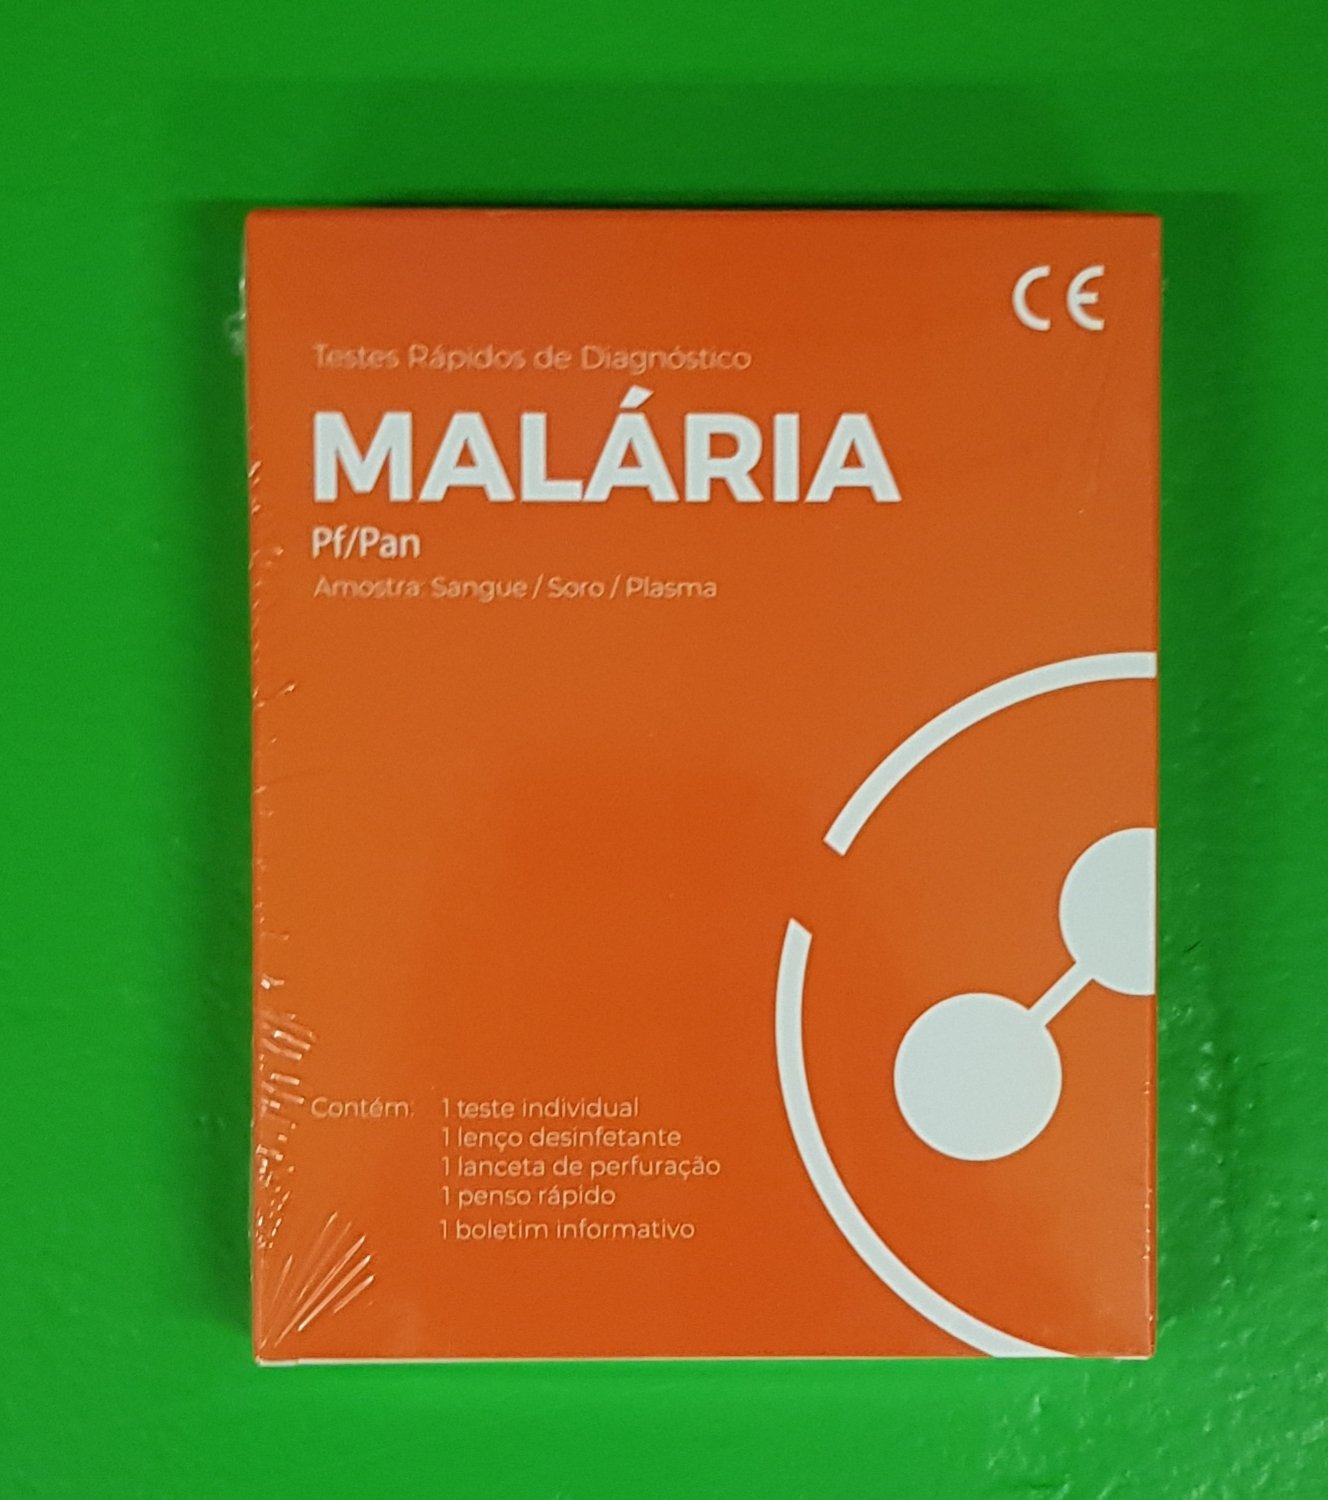 CE
Testes Rápidos de Diagnóstico
MALÁRIA
Pf/Pan
Amostra: Sangue / Soro / Plasma
Contém: 1 teste individual
1 lenço desinfetante
1 lanceta de perfuração
1 penso rápido
1 boletim informativo